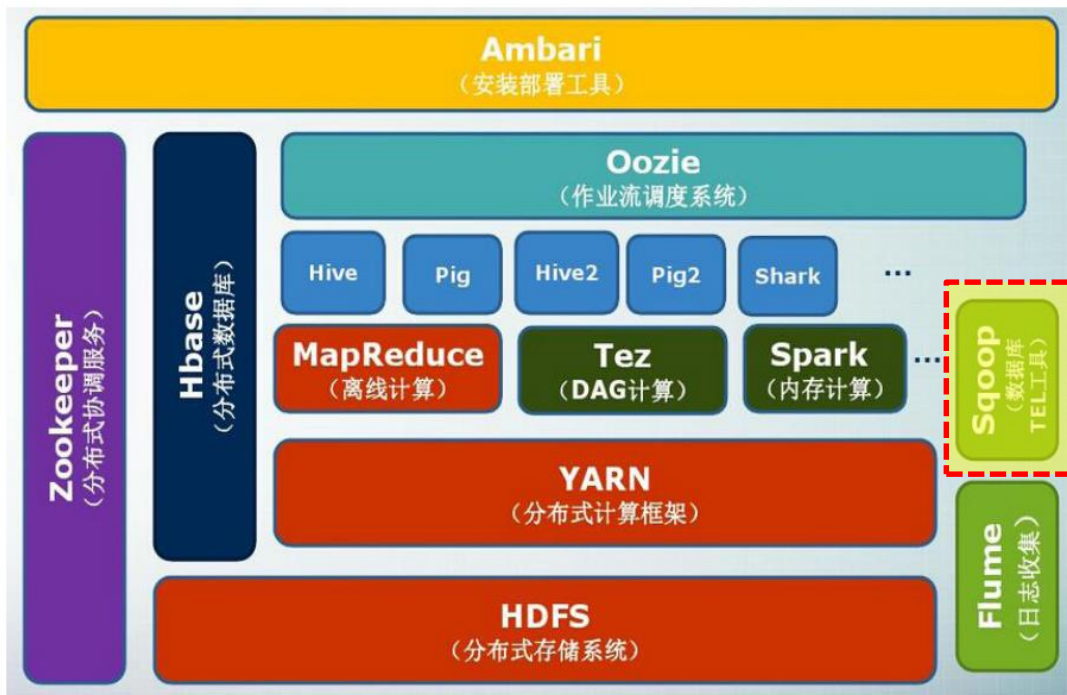 Ambari
（安装部署工具）
Zookeeper
（分布式协调服务）
Hbase
（分布式数据库）
Oozie
（作业流调度系统）
Hive
Pig
Hive2
Pig2
Shark
...
MapReduce
（离线计算）
Tez
（DAG计算）
Spark
（内存计算）
...
Sqoop
（数据库
TEL工具）
YARN
（分布式计算框架）
Flume
（日志收集）
HDFS
（分布式存储系统）